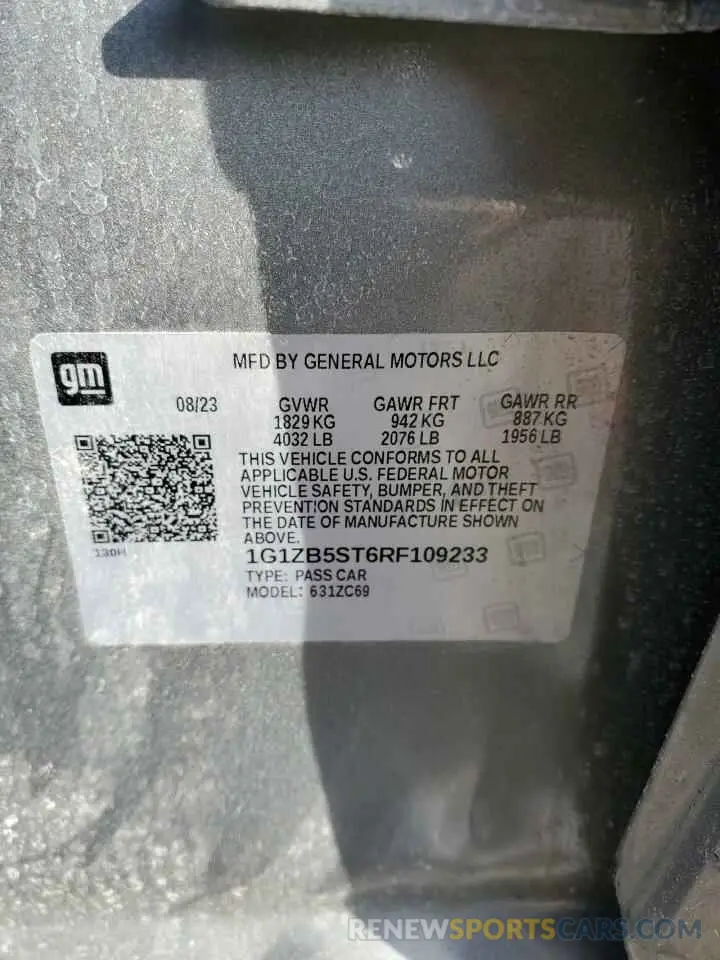 MFD BY GENERAL MOTORS LLC
gm
08/23 GVWR GAWR FRT GAWR RR
1829 KG 942 KG 887 KG
4032 LB 2076 LB 1956 LB
THIS VEHICLE CONFORMS TO ALL
APPLICABLE U.S. FEDERAL MOTOR
VEHICLE SAFETY, BUMPER, AND THEFT
PREVENTION STANDARDS IN EFFECT ON
THE DATE OF MANUFACTURE SHOWN
ABOVE.
130H
1G1ZB5ST6RF109233
TYPE: PASS CAR
MODEL: 631ZC69
RENEWSPORTSCARS.COM